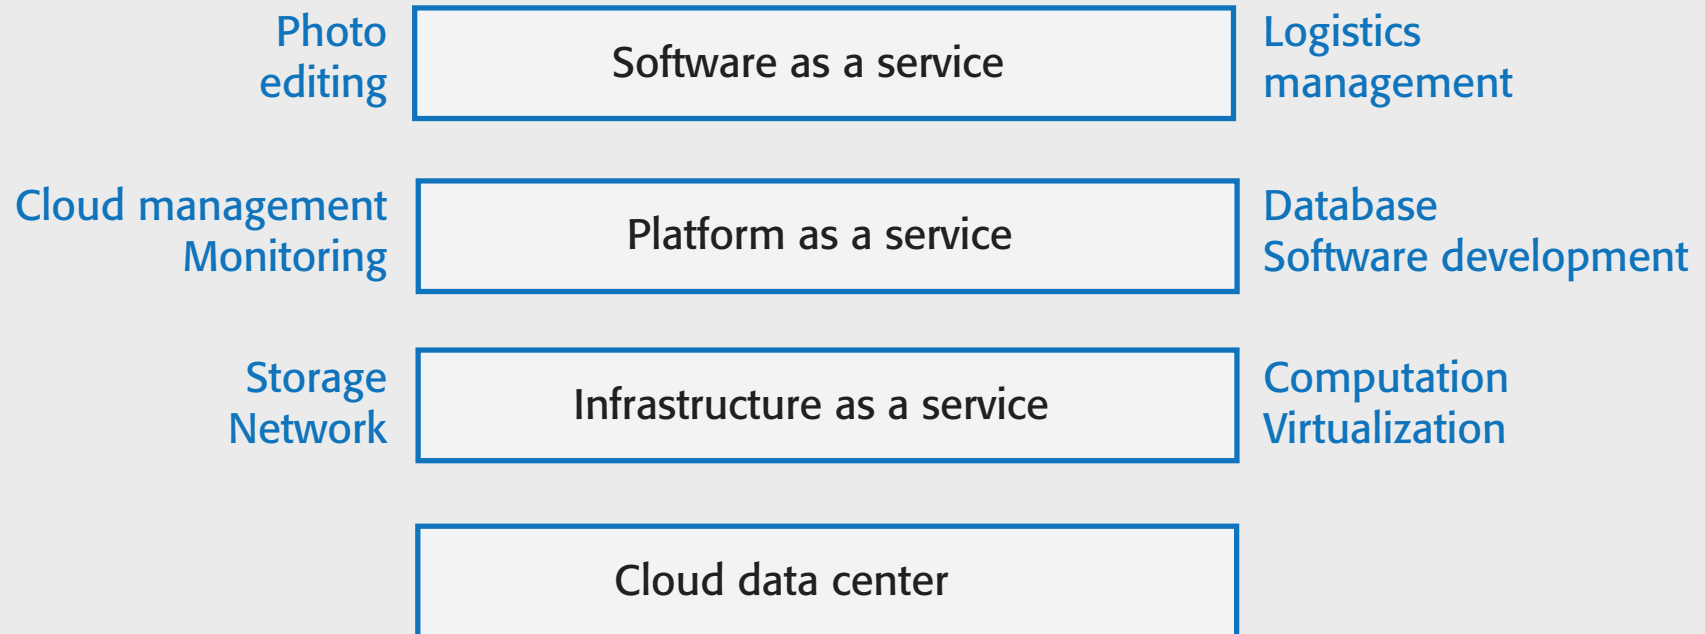 Photo
editing
Software as a service
Logistics
management
Cloud management
Monitoring
Platform as a service
Database
Software development
Storage
Network
Infrastructure as a service
Computation
Virtualization
Cloud data center